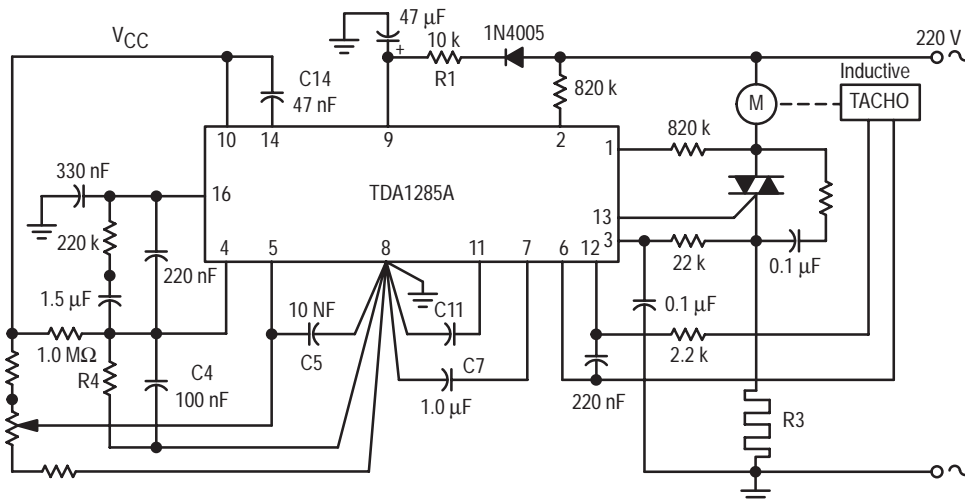 47 µF
V_CC
1N4005
220 V
+
10 k
C14
R1
Inductive
47 nF
820 k
M
TACHO
10
14
9
2
1
820 k
330 nF
16
TDA1285A
13
220 k
4
5
8
11
7
6
12
3
220 nF
22 k
0.1 µF
1.5 µF
10 NF
C11
0.1 µF
1.0 MΩ
C5
2.2 k
R4
C4
C7
100 nF
1.0 µF
220 nF
R3